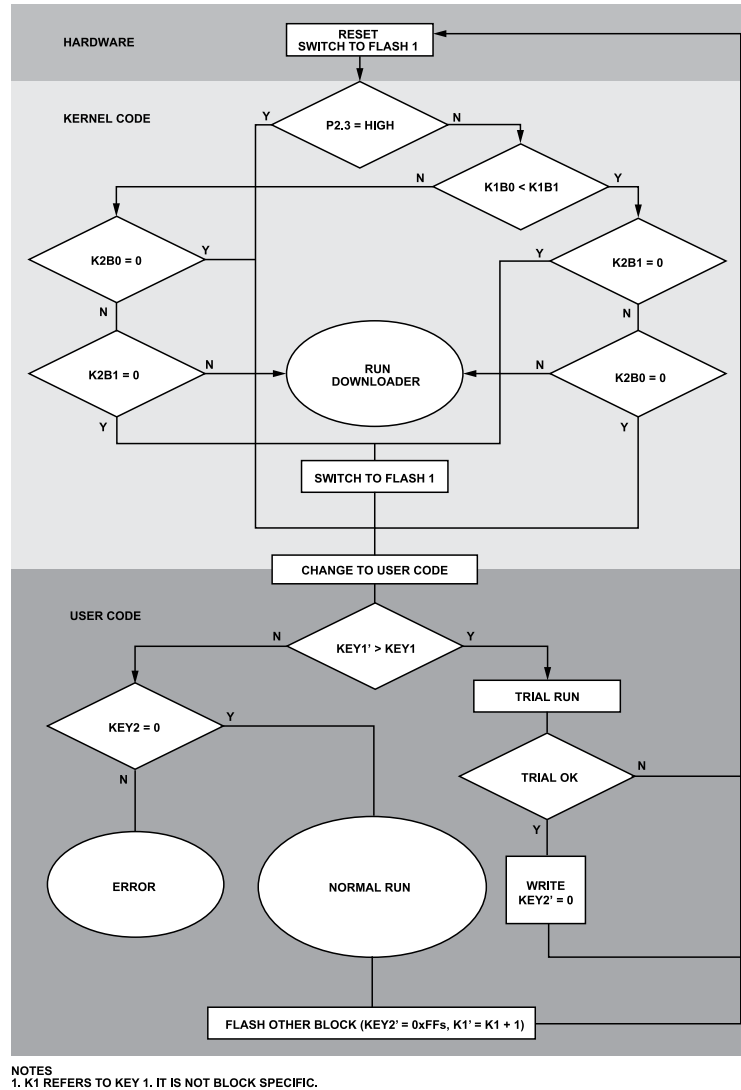 HARDWARE
RESET
SWITCH TO FLASH 1
KERNEL CODE
Y
P2.3 = HIGH
N
N
K1B0 < K1B1
Y
K2B0 = 0
Y
Y
K2B1 = 0
N
N
K2B1 = 0
N
RUN
DOWNLOADER
N
K2B0 = 0
Y
Y
SWITCH TO FLASH 1
CHANGE TO USER CODE
USER CODE
N
KEY1' > KEY1
Y
TRIAL RUN
KEY2 = 0
Y
N
TRIAL OK
N
Y
ERROR
NORMAL RUN
WRITE
KEY2' = 0
FLASH OTHER BLOCK (KEY2' = 0xFFs, K1' = K1 + 1)
NOTES
1. K1 REFERS TO KEY 1. IT IS NOT BLOCK SPECIFIC.